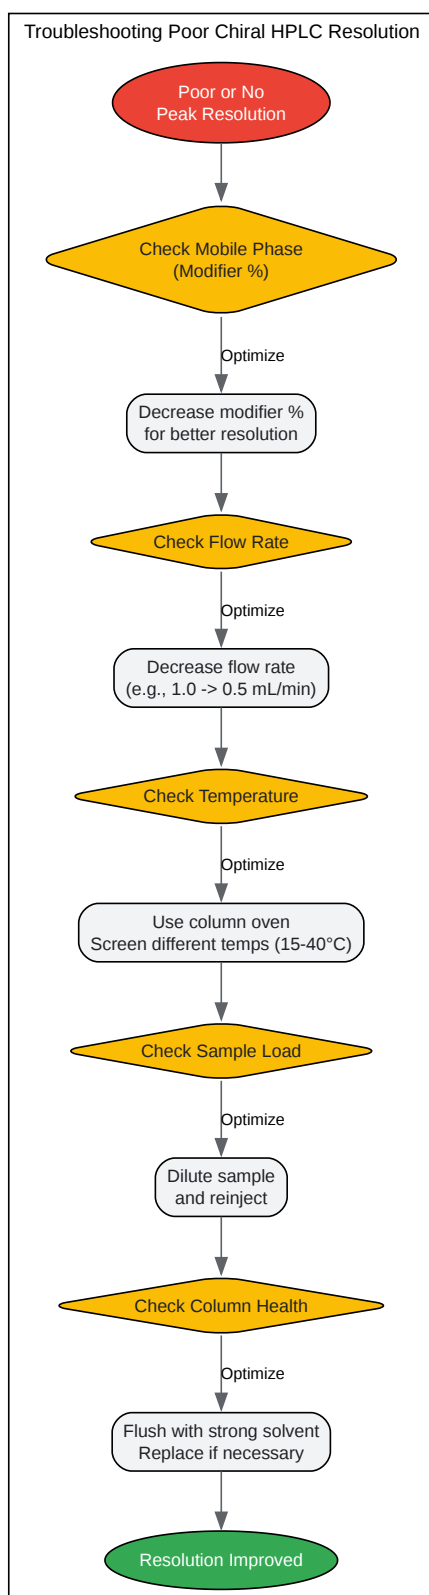 Troubleshooting Poor Chiral HPLC Resolution
Poor or No
Peak Resolution
Check Mobile Phase
(Modifier %)
Optimize
Decrease modifier %
for better resolution
Check Flow Rate
Optimize
Decrease flow rate
(e.g., 1.0 -> 0.5 mL/min)
Check Temperature
Optimize
Use column oven
Screen different temps (15-40°C)
Check Sample Load
Optimize
Dilute sample
and reinject
Check Column Health
Optimize
Flush with strong solvent
Replace if necessary
Resolution Improved